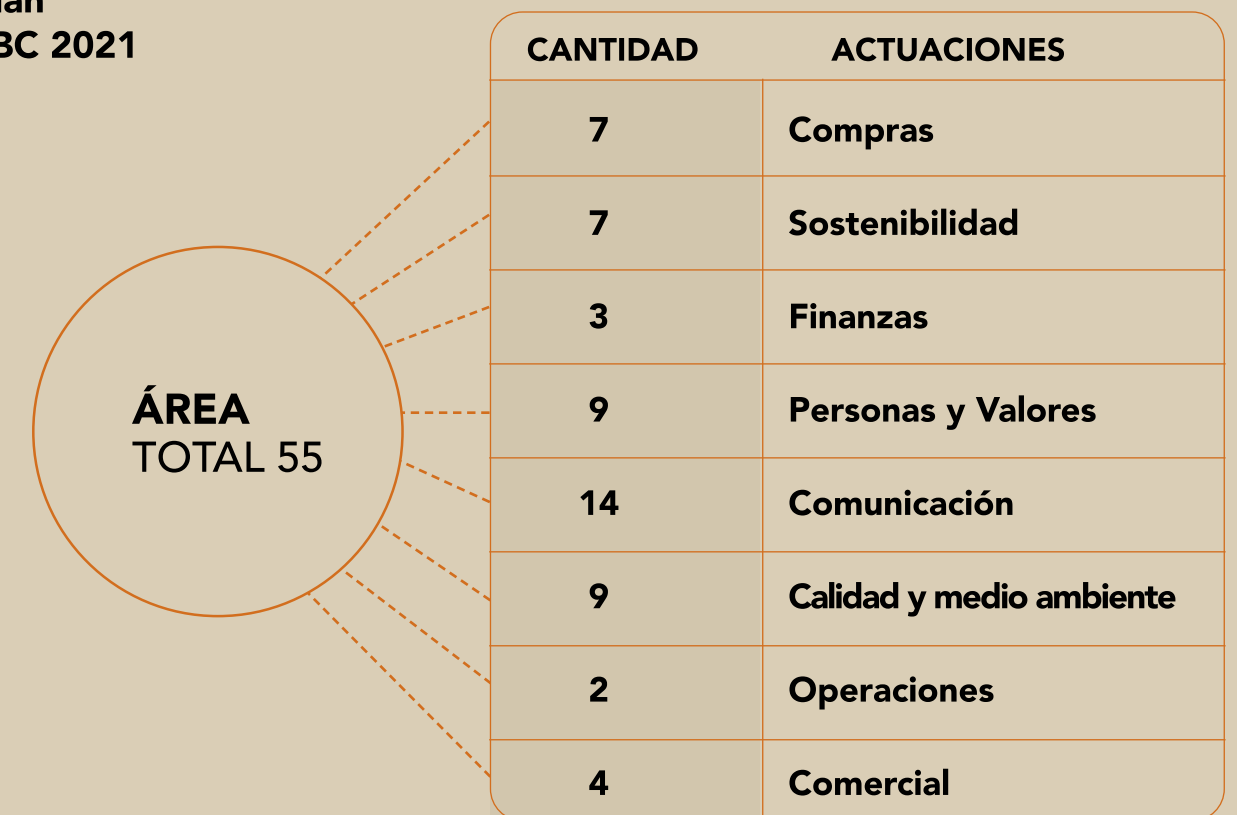 BC 2021
CANTIDAD ACTUACIONES
7 Compras
7 Sostenibilidad
3 Finanzas
9 Personas y Valores
14 Comunicación
9 Calidad y medio ambiente
2 Operaciones
4 Comercial
ÁREA
TOTAL 55